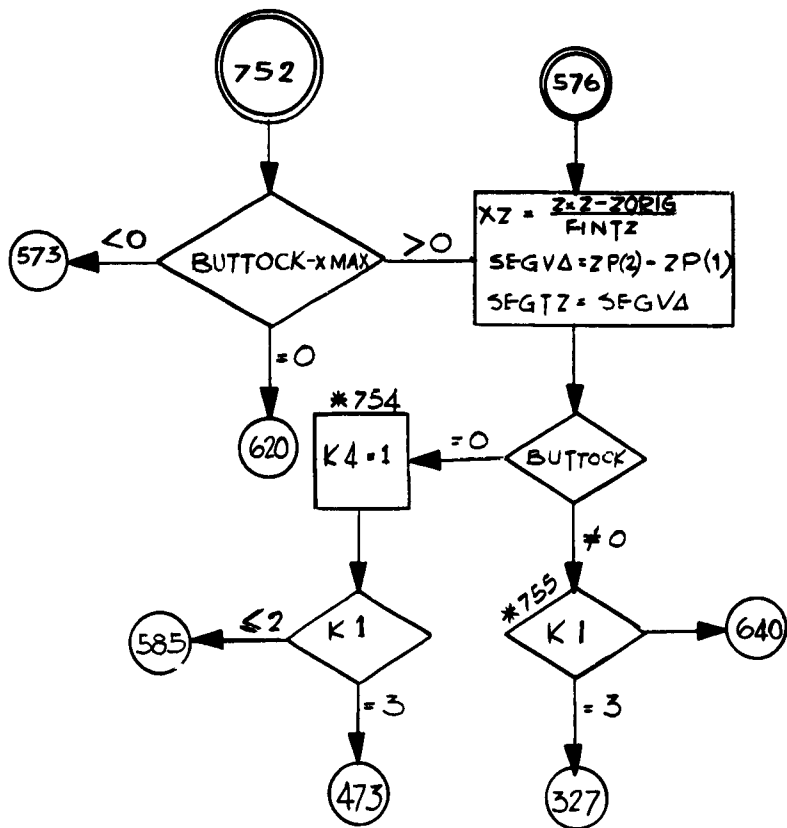 752
576
XZ = ZxZ-ZORIG
FINTZ
SEGVΔ=ZP(2)-ZP(1)
SEGTZ = SEGVΔ
573
<0
BUTTOCK-XMAX
>0
=0
620
*754
K4=1
=0
BUTTOCK
≠0
585
≤2
K1
=3
473
*755
K1
640
=3
327